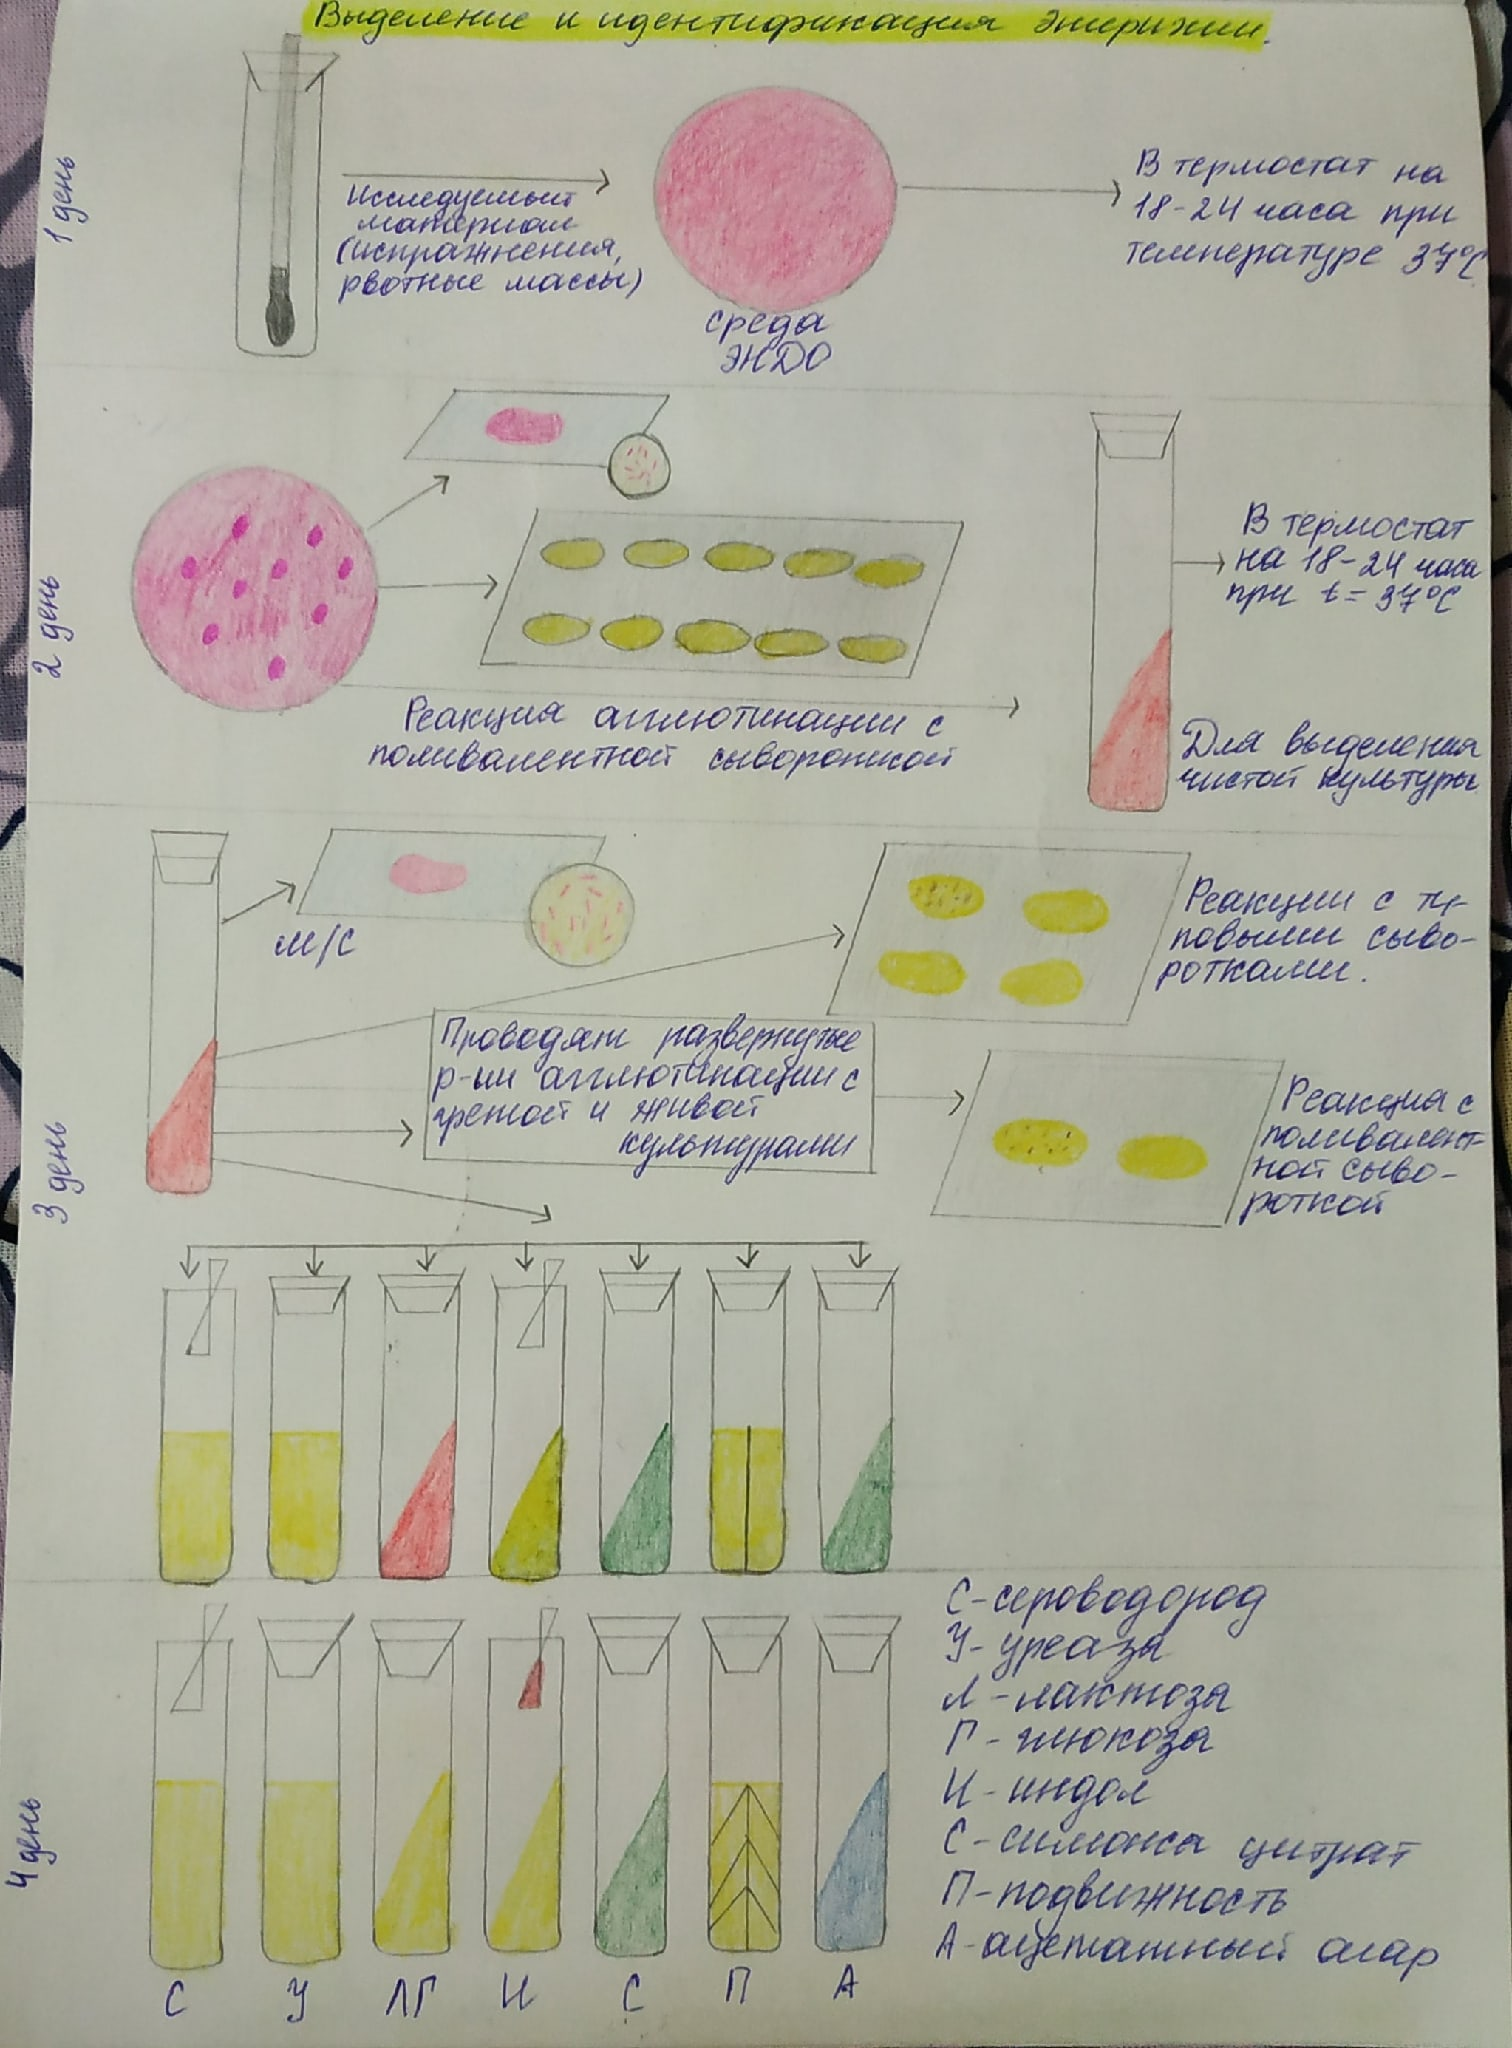 Выделение и идентификация Эшерихии.
1 день
Исследуемый
материал
(испражнения,
рвотные массы)
среда
ЭНДО
В термостат на
18-24 часа при
температуре 37°С
2 день
Реакция агглютинации с
поливалентной сывороткой
В термостат
на 18-24 часа
при t = 37°С
Для выделения
чистой культуры
3 день
М/С
Реакции с ти-
повыми сыво-
ротками.
Проводят развернутые
р-ии агглютинации с
гретой и живой
культурами
Реакция с
поливалент-
ной сыво-
роткой
4 день
С-сероводород
У-уреаза
Л-лактоза
Г-глюкоза
И-индол
С-симонса цитрат
П-подвижность
А-ацетатный агар
С У ЛГ И С П А